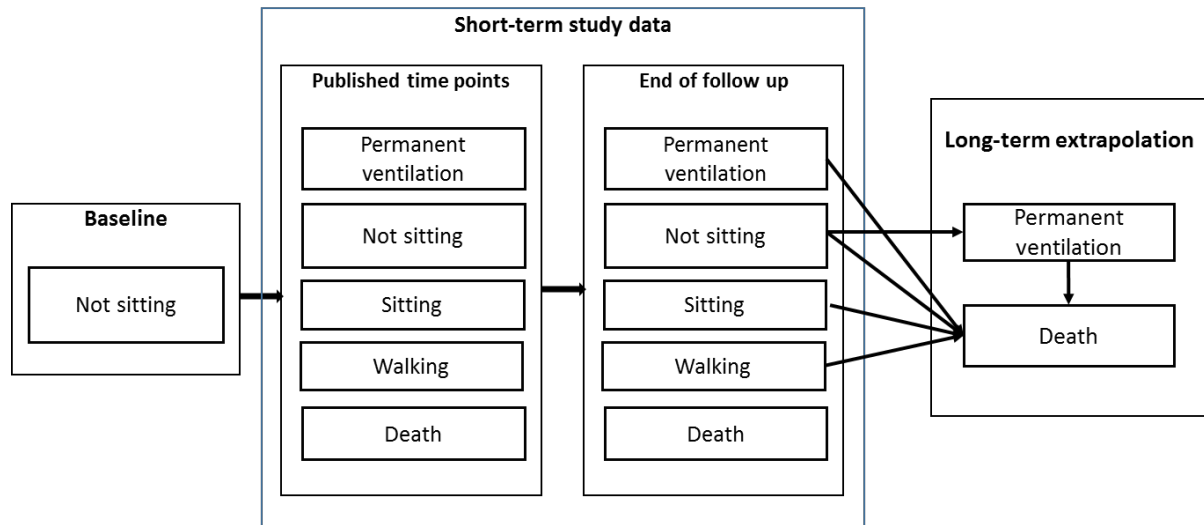 Short-term study data
Baseline
Not sitting
Published time points
Permanent
ventilation
Not sitting
Sitting
Walking
Death
End of follow up
Permanent
ventilation
Not sitting
Sitting
Walking
Death
Long-term extrapolation
Permanent
ventilation
Death